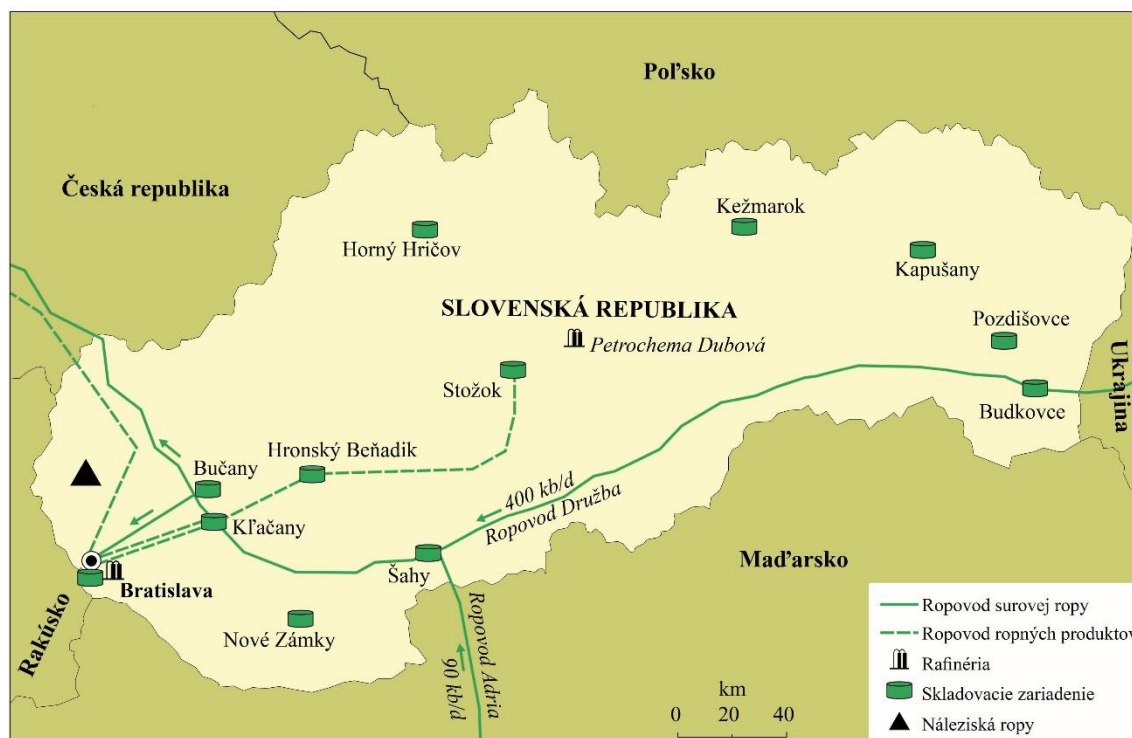 Poľsko
Česká republika
Kežmarok
Horný Hričov
Kapušany
SLOVENSKÁ REPUBLIKA
Pozdišovce
Petrochema Dubová
Ukrajina
Stožok
Budkovce
Hronský Beňadik
Bučany
400 kb/d
Ropovod Družba
Kľačany
Šahy
Maďarsko
Bratislava
Rakúsko
Nové Zámky
Ropovod Adria
90 kb/d
km
0 20 40
Ropovod surovej ropy
Ropovod ropných produktov
Rafinéria
Skladovacie zariadenie
Náleziská ropy